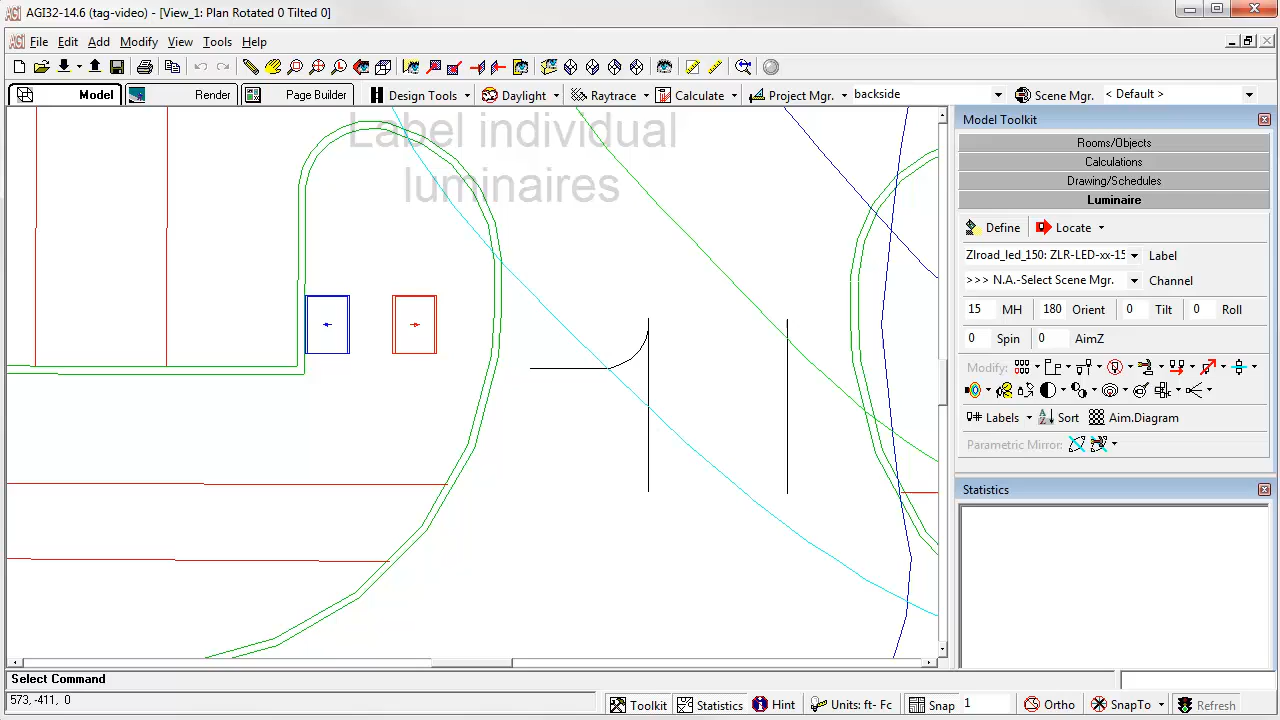 AGI32-14.6 (tag-video) - [View_1: Plan Rotated 0 Tilted 0]
AGI File Edit Add Modify View Tools Help
Model Render Page Builder Design Tools Daylight Raytrace Calculate Project Mgr. backside Scene Mgr. < Default >
Label individual
luminaires
Model Toolkit
Rooms/Objects
Calculations
Drawing/Schedules
Luminaire
Define Locate
Zlroad_led_150: ZLR-LED-xx-15 Label
>>> N.A.-Select Scene Mgr. Channel
15 MH 180 Orient 0 Tilt 0 Roll
0 Spin 0 AimZ
Modify:
Labels Sort Aim.Diagram
Parametric Mirror:
Statistics
Select Command
573, -411, 0
Toolkit Statistics Hint Units: ft- Fc Snap 1 Ortho SnapTo Refresh